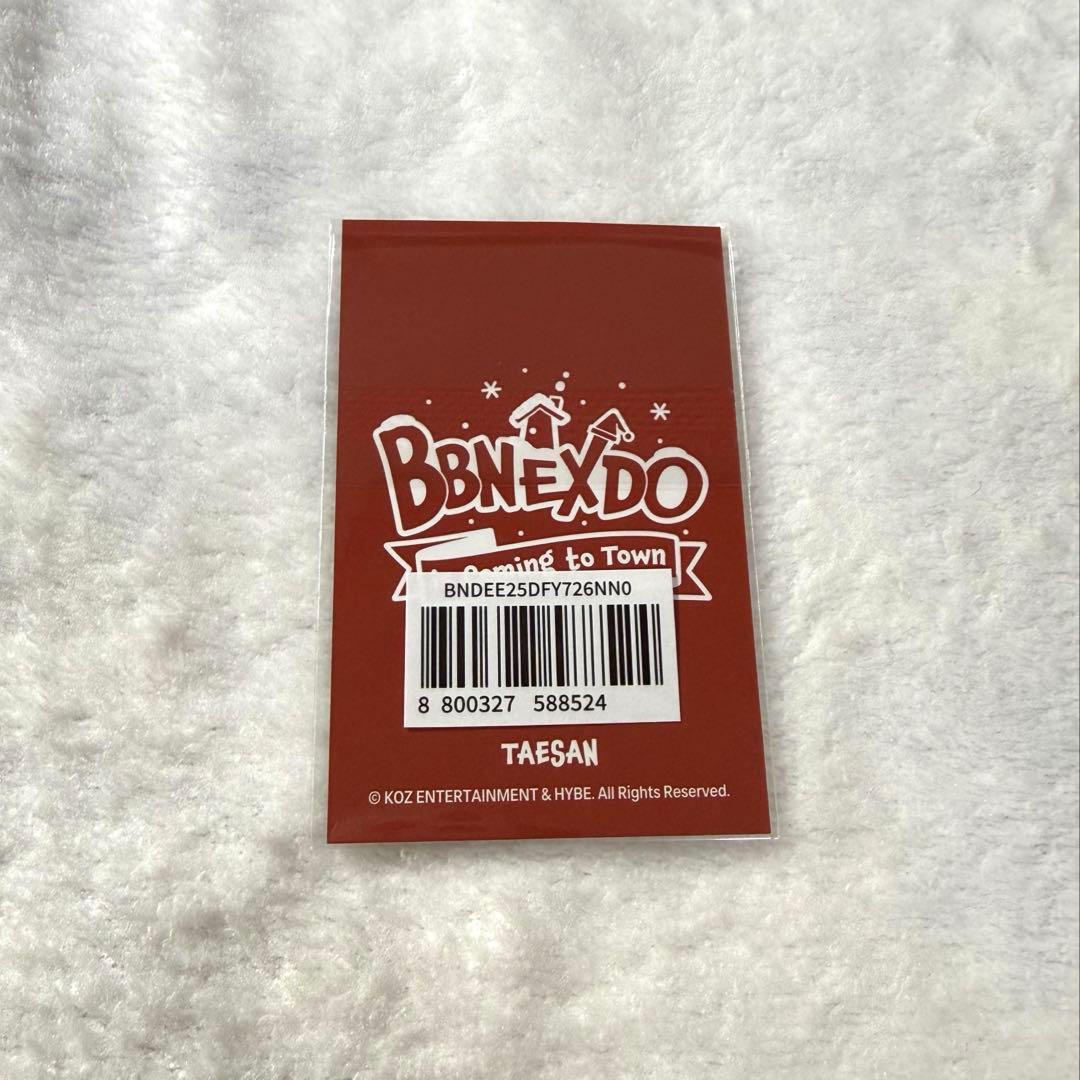 BBNEXDO
Coming to Town
BNDEE25DFY726NN0
8 800327 588524
TAESAN
© KOZ ENTERTAINMENT & HYBE. All Rights Reserved.